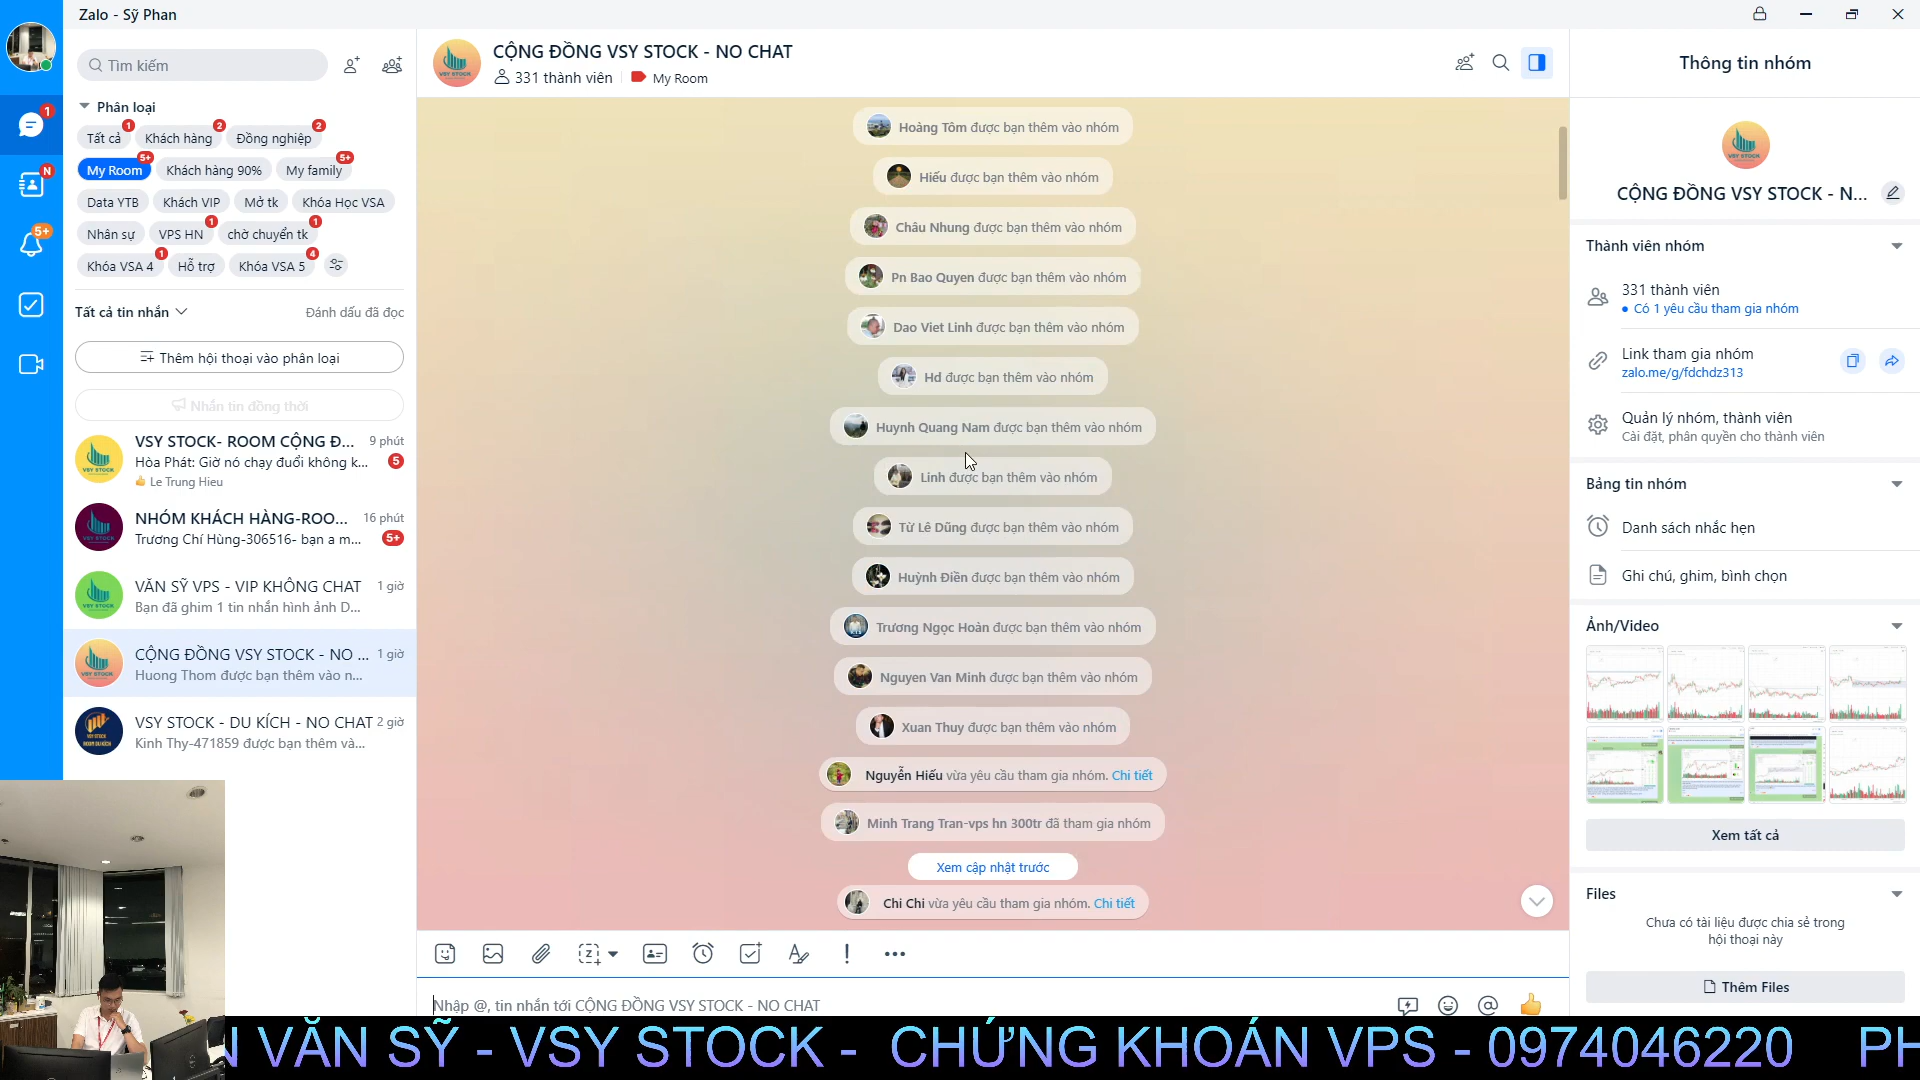 Zalo - Sỹ Phan
Tìm kiếm
Phân loại
Tất cả 1
Khách hàng 2
Đồng nghiệp 2
My Room 5+
Khách hàng 90%
My family 5+
Data YTB
Khách VIP
Mở tk
Khóa Học VSA
Nhân sự
VPS HN 1
chờ chuyển tk 1
Khóa VSA 4 1
Hỗ trợ
Khóa VSA 5 4
1
N
5+
Tất cả tin nhắn
Đánh dấu đã đọc
Thêm hội thoại vào phân loại
Nhắn tin đồng thời
VSY STOCK- ROOM CỘNG Đ... 9 phút
Hòa Phát: Giờ nó chạy đuổi không k... 5
Le Trung Hieu
NHÓM KHÁCH HÀNG-ROO... 16 phút
Trương Chí Hùng-306516- bạn a m... 5+
VĂN SỸ VPS - VIP KHÔNG CHAT 1 giờ
Bạn đã ghim 1 tin nhắn hình ảnh D...
CỘNG ĐỒNG VSY STOCK - NO ... 1 giờ
Huong Thom được bạn thêm vào n...
VSY STOCK - DU KÍCH - NO CHAT 2 giờ
Kinh Thy-471859 được bạn thêm và...
CỘNG ĐỒNG VSY STOCK - NO CHAT
331 thành viên
My Room
Hoàng Tôm được bạn thêm vào nhóm
Hiếu được bạn thêm vào nhóm
Châu Nhung được bạn thêm vào nhóm
Pn Bao Quyen được bạn thêm vào nhóm
Dao Viet Linh được bạn thêm vào nhóm
Hd được bạn thêm vào nhóm
Huynh Quang Nam được bạn thêm vào nhóm
Linh được bạn thêm vào nhóm
Từ Lê Dũng được bạn thêm vào nhóm
Huỳnh Điền được bạn thêm vào nhóm
Trương Ngọc Hoàn được bạn thêm vào nhóm
Nguyen Van Minh được bạn thêm vào nhóm
Xuan Thuy được bạn thêm vào nhóm
Nguyễn Hiếu vừa yêu cầu tham gia nhóm. Chi tiết
Minh Trang Tran-vps hn 300tr đã tham gia nhóm
Xem cập nhật trước
Chi Chi vừa yêu cầu tham gia nhóm. Chi tiết
Nhập @, tin nhắn tới CỘNG ĐỒNG VSY STOCK - NO CHAT
Thông tin nhóm
VSY STOCK
CỘNG ĐỒNG VSY STOCK - N...
Thành viên nhóm
331 thành viên
Có 1 yêu cầu tham gia nhóm
Link tham gia nhóm
zalo.me/g/fdchdz313
Quản lý nhóm, thành viên
Cài đặt, phân quyền cho thành viên
Bảng tin nhóm
Danh sách nhắc hẹn
Ghi chú, ghim, bình chọn
Ảnh/Video
Xem tất cả
Files
Chưa có tài liệu được chia sẻ trong
hội thoại này
Thêm Files
N VĂN SỸ - VSY STOCK - CHỨNG KHOÁN VPS - 0974046220 PH